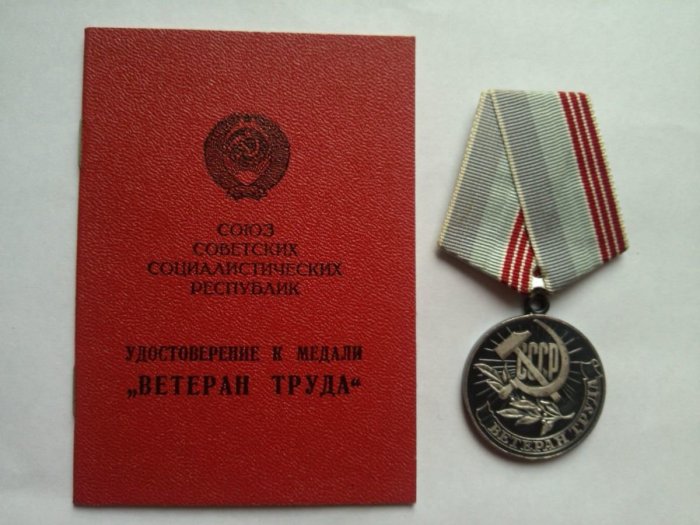 СОЮЗ
СОВЕТСКИХ
СОЦИАЛИСТИЧЕСКИХ
РЕСПУБЛИК
УДОСТОВЕРЕНИЕ К МЕДАЛИ
„ВЕТЕРАН ТРУДА“
СССР
ВЕТЕРАН ТРУДА